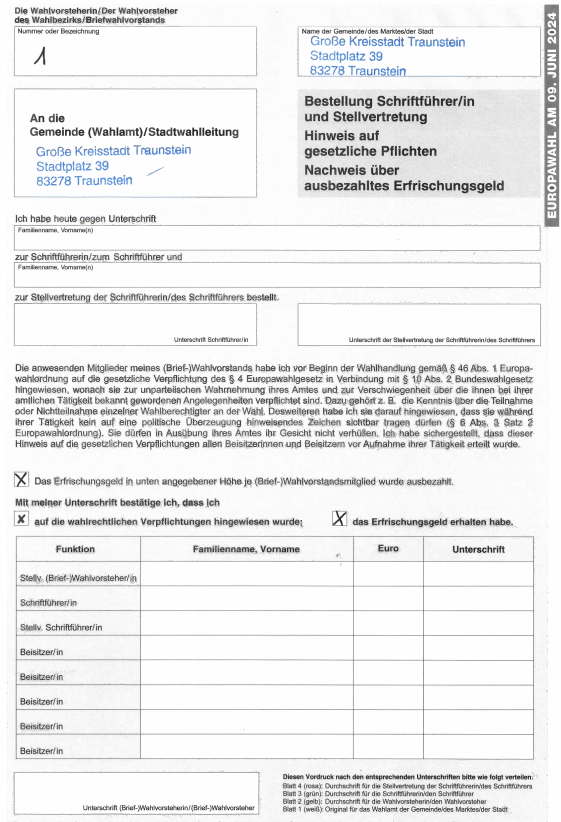 Die Wahlvorsteherin/Der Wahlvorsteher
des Wahlbezirks/Briefwahlvorstands
Nummer oder Bezeichnung
1
Name der Gemeinde/des Marktes/der Stadt
Große Kreisstadt Traunstein
Stadtplatz 39
83278 Traunstein
EUROPAWAHL AM 09. JUNI 2024
An die
Gemeinde (Wahlamt)/Stadtwahlleitung
Große Kreisstadt Traunstein
Stadtplatz 39
83278 Traunstein
Bestellung Schriftführer/in
und Stellvertretung
Hinweis auf
gesetzliche Pflichten
Nachweis über
ausbezahltes Erfrischungsgeld
Ich habe heute gegen Unterschrift
Familienname, Vorname(n)
zur Schriftführerin/zum Schriftführer und
Familienname, Vorname(n)
zur Stellvertretung der Schriftführerin/des Schriftführers bestellt.
Unterschrift Schriftführer/in
Unterschrift der Stellvertretung der Schriftführerin/des Schriftführers
Die anwesenden Mitglieder meines (Brief-)Wahlvorstands habe ich vor Beginn der Wahlhandlung gemäß § 46 Abs. 1 Europa-
wahlordnung auf die gesetzliche Verpflichtung des § 4 Europawahlgesetz in Verbindung mit § 10 Abs. 2 Bundeswahlgesetz
hingewiesen, wonach sie zur unparteiischen Wahrnehmung ihres Amtes und zur Verschwiegenheit über die ihnen bei ihrer
amtlichen Tätigkeit bekannt gewordenen Angelegenheiten verpflichtet sind. Dazu gehört z. B. die Kenntnis über die Teilnahme
oder Nichtteilnahme einzelner Wahlberechtigter an der Wahl. Desweiteren habe ich sie darauf hingewiesen, dass sie während
ihrer Tätigkeit kein auf eine politische Überzeugung hinweisendes Zeichen sichtbar tragen dürfen (§ 6 Abs. 3 Satz 2
Europawahlordnung). Sie dürfen in Ausübung ihres Amtes ihr Gesicht nicht verhüllen. Ich habe sichergestellt, dass dieser
Hinweis auf die gesetzlichen Verpflichtungen allen Beisitzerinnen und Beisitzern vor Aufnahme ihrer Tätigkeit erteilt wurde.
X Das Erfrischungsgeld in unten angegebener Höhe je (Brief-)Wahlvorstandsmitglied wurde ausbezahlt.
Mit meiner Unterschrift bestätige ich, dass ich
X auf die wahlrechtlichen Verpflichtungen hingewiesen wurde; X das Erfrischungsgeld erhalten habe.
Funktion Familienname, Vorname Euro Unterschrift
Stellv. (Brief-)Wahlvorsteher/in
Schriftführer/in
Stellv. Schriftführer/in
Beisitzer/in
Beisitzer/in
Beisitzer/in
Beisitzer/in
Beisitzer/in
Unterschrift (Brief-)Wahlvorsteherin/(Brief-)Wahlvorsteher
Diesen Vordruck nach den entsprechenden Unterschriften bitte wie folgt verteilen:
Blatt 4 (rosa): Durchschrift für die Stellvertretung der Schriftführerin/des Schriftführers
Blatt 3 (grün): Durchschrift für die Schriftführerin/den Schriftführer
Blatt 2 (gelb): Durchschrift für die Wahlvorsteherin/den Wahlvorsteher
Blatt 1 (weiß): Original für das Wahlamt der Gemeinde/des Marktes/der Stadt